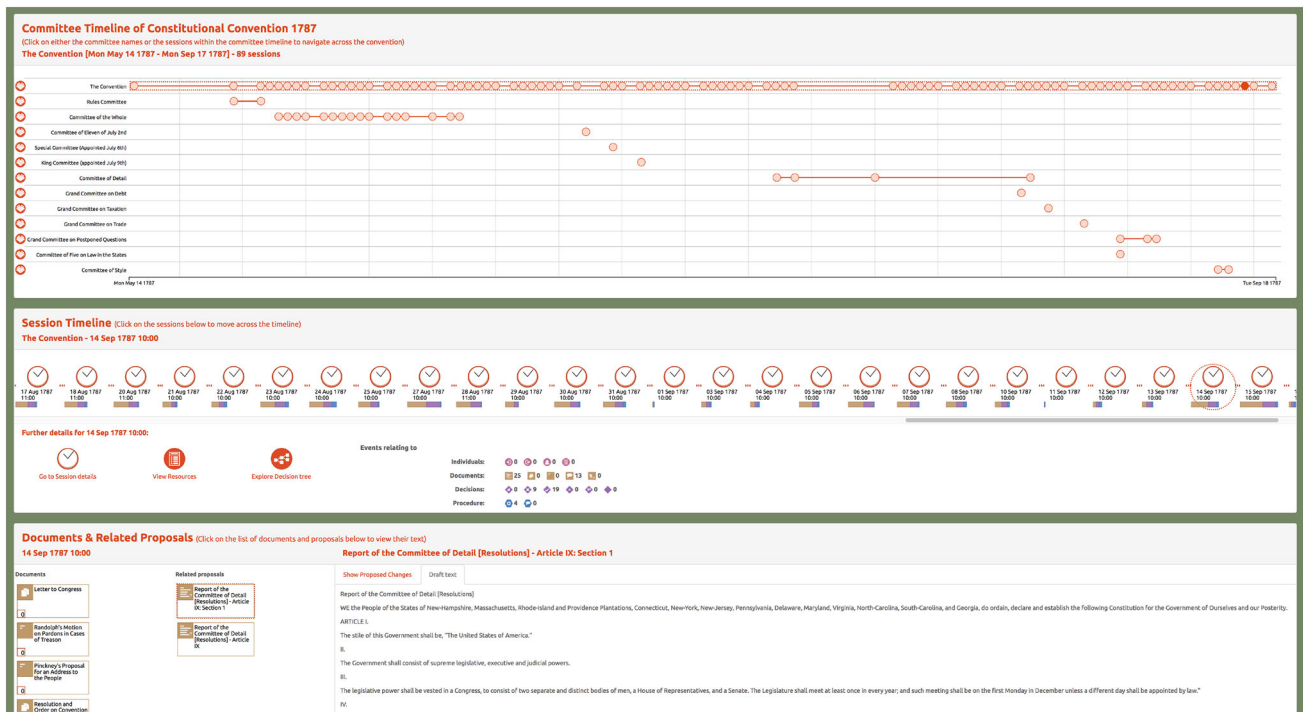 Committee Timeline of Constitutional Convention 1787
(Click on either the committee names or the sessions within the committee timeline to navigate across the convention)
The Convention [Mon May 14 1787 - Mon Sep 17 1787] - 89 sessions
The Convention
Rules Committee
Committee of the Whole
Committee of Eleven of July 2nd
Special Committee (Appointed July 6th)
King Committee (appointed July 9th)
Committee of Detail
Grand Committee on Debt
Grand Committee on Taxation
Grand Committee on Trade
Grand Committee on Postponed Questions
Committee of Five on Law in the States
Committee of Style
Mon May 14 1787 Tue Sep 18 1787
Session Timeline (Click on the sessions below to move across the timeline)
The Convention - 14 Sep 1787 10:00
17 Aug 1787 18 Aug 1787 20 Aug 1787 21 Aug 1787 22 Aug 1787 23 Aug 1787 24 Aug 1787 25 Aug 1787 27 Aug 1787 28 Aug 1787 29 Aug 1787 30 Aug 1787 31 Aug 1787 01 Sep 1787 03 Sep 1787 04 Sep 1787 05 Sep 1787 06 Sep 1787 07 Sep 1787 08 Sep 1787 10 Sep 1787 11 Sep 1787 12 Sep 1787 13 Sep 1787 14 Sep 1787 15 Sep 1787
11:00 11:00 11:00 10:00 10:00 10:00 10:00 10:00 10:00 11:00 10:00 10:00 10:00 10:00 10:00 10:00 10:00 10:00 10:00 10:00 10:00 10:00 10:00 10:00 10:00 10:00
Further details for 14 Sep 1787 10:00:
Events relating to
Go to Session details View Resources Explore Decision tree
Individuals: 0 0 0 0
Documents: 25 0 0 13 0
Decisions: 0 9 19 0 0 0
Procedure: 4 0
Documents & Related Proposals (Click on the list of documents and proposals below to view their text)
14 Sep 1787 10:00 Report of the Committee of Detail [Resolutions] - Article IX: Section 1
Documents Related proposals Show Proposed Changes Draft text
Letter to Congress
0
Randolph's Motion
on Pardons in Cases
of Treason
0
Pinckney's Proposal
for an Address to
the People
0
Resolution and
Order on Convention
Report of the
Committee of Detail
[Resolutions] - Article
IX: Section 1
Report of the
Committee of Detail
[Resolutions] - Article
IX
Report of the Committee of Detail [Resolutions]
WE the People of the States of New-Hampshire, Massachusetts, Rhode-Island and Providence Plantations, Connecticut, New-York, New-Jersey, Pennsylvania, Delaware, Maryland, Virginia, North-Carolina, South-Carolina, and Georgia, do ordain, declare and establish the following Constitution for the Government of Ourselves and our Posterity.
ARTICLE I.
The stile of this Government shall be, "The United States of America."
II.
The Government shall consist of supreme legislative, executive and judicial powers.
III.
The legislative power shall be vested in a Congress, to consist of two separate and distinct bodies of men, a House of Representatives, and a Senate. The Legislature shall meet at least once in every year; and such meeting shall be on the first Monday in December unless a different day shall be appointed by law."
IV.